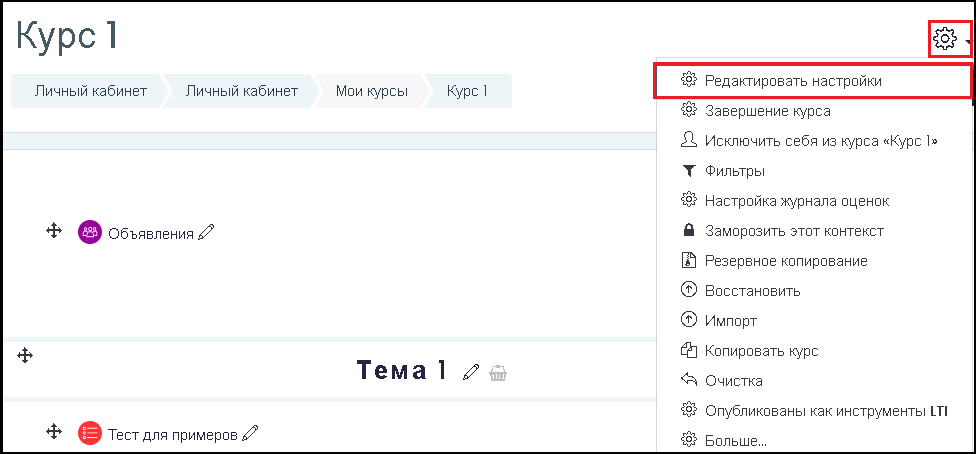 Курс 1
Личный кабинет Личный кабинет Мои курсы Курс 1
Редактировать настройки
Завершение курса
Исключить себя из курса «Курс 1»
Фильтры
Настройка журнала оценок
Заморозить этот контекст
Резервное копирование
Восстановить
Импорт
Копировать курс
Очистка
Опубликованы как инструменты LTI
Больше...
Объявления
Тема 1
Тест для примеров